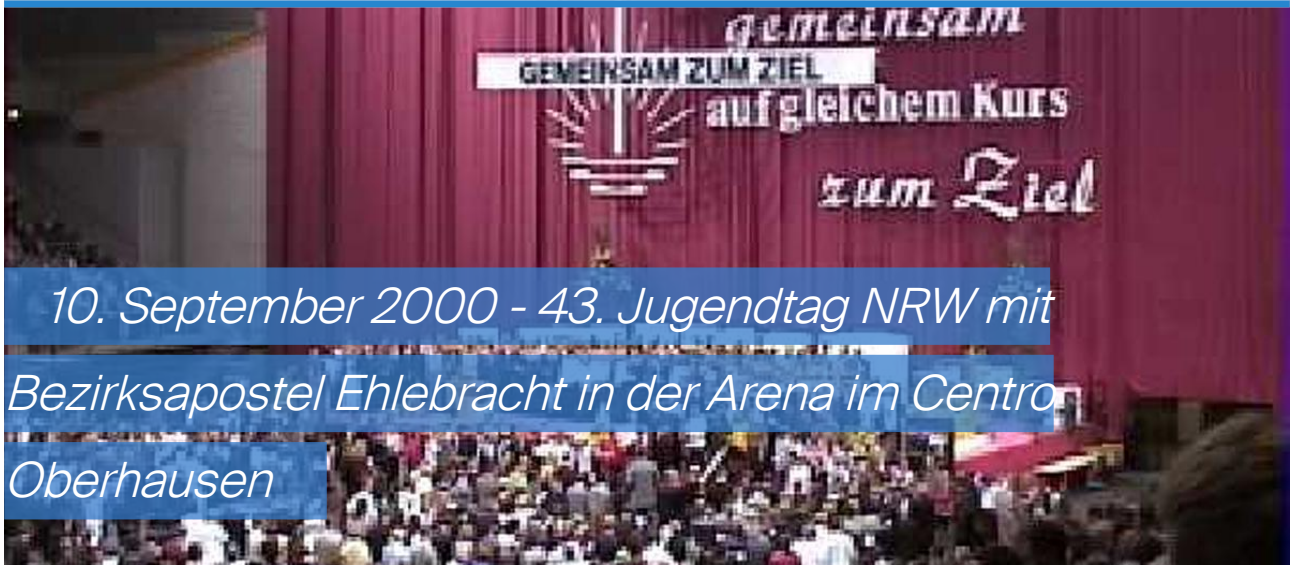 gemeinsam
GEMEINSAM ZUM ZIEL
auf gleichem Kurs
zum Ziel
10. September 2000 - 43. Jugendtag NRW mit
Bezirksapostel Ehlebracht in der Arena im Centro
Oberhausen